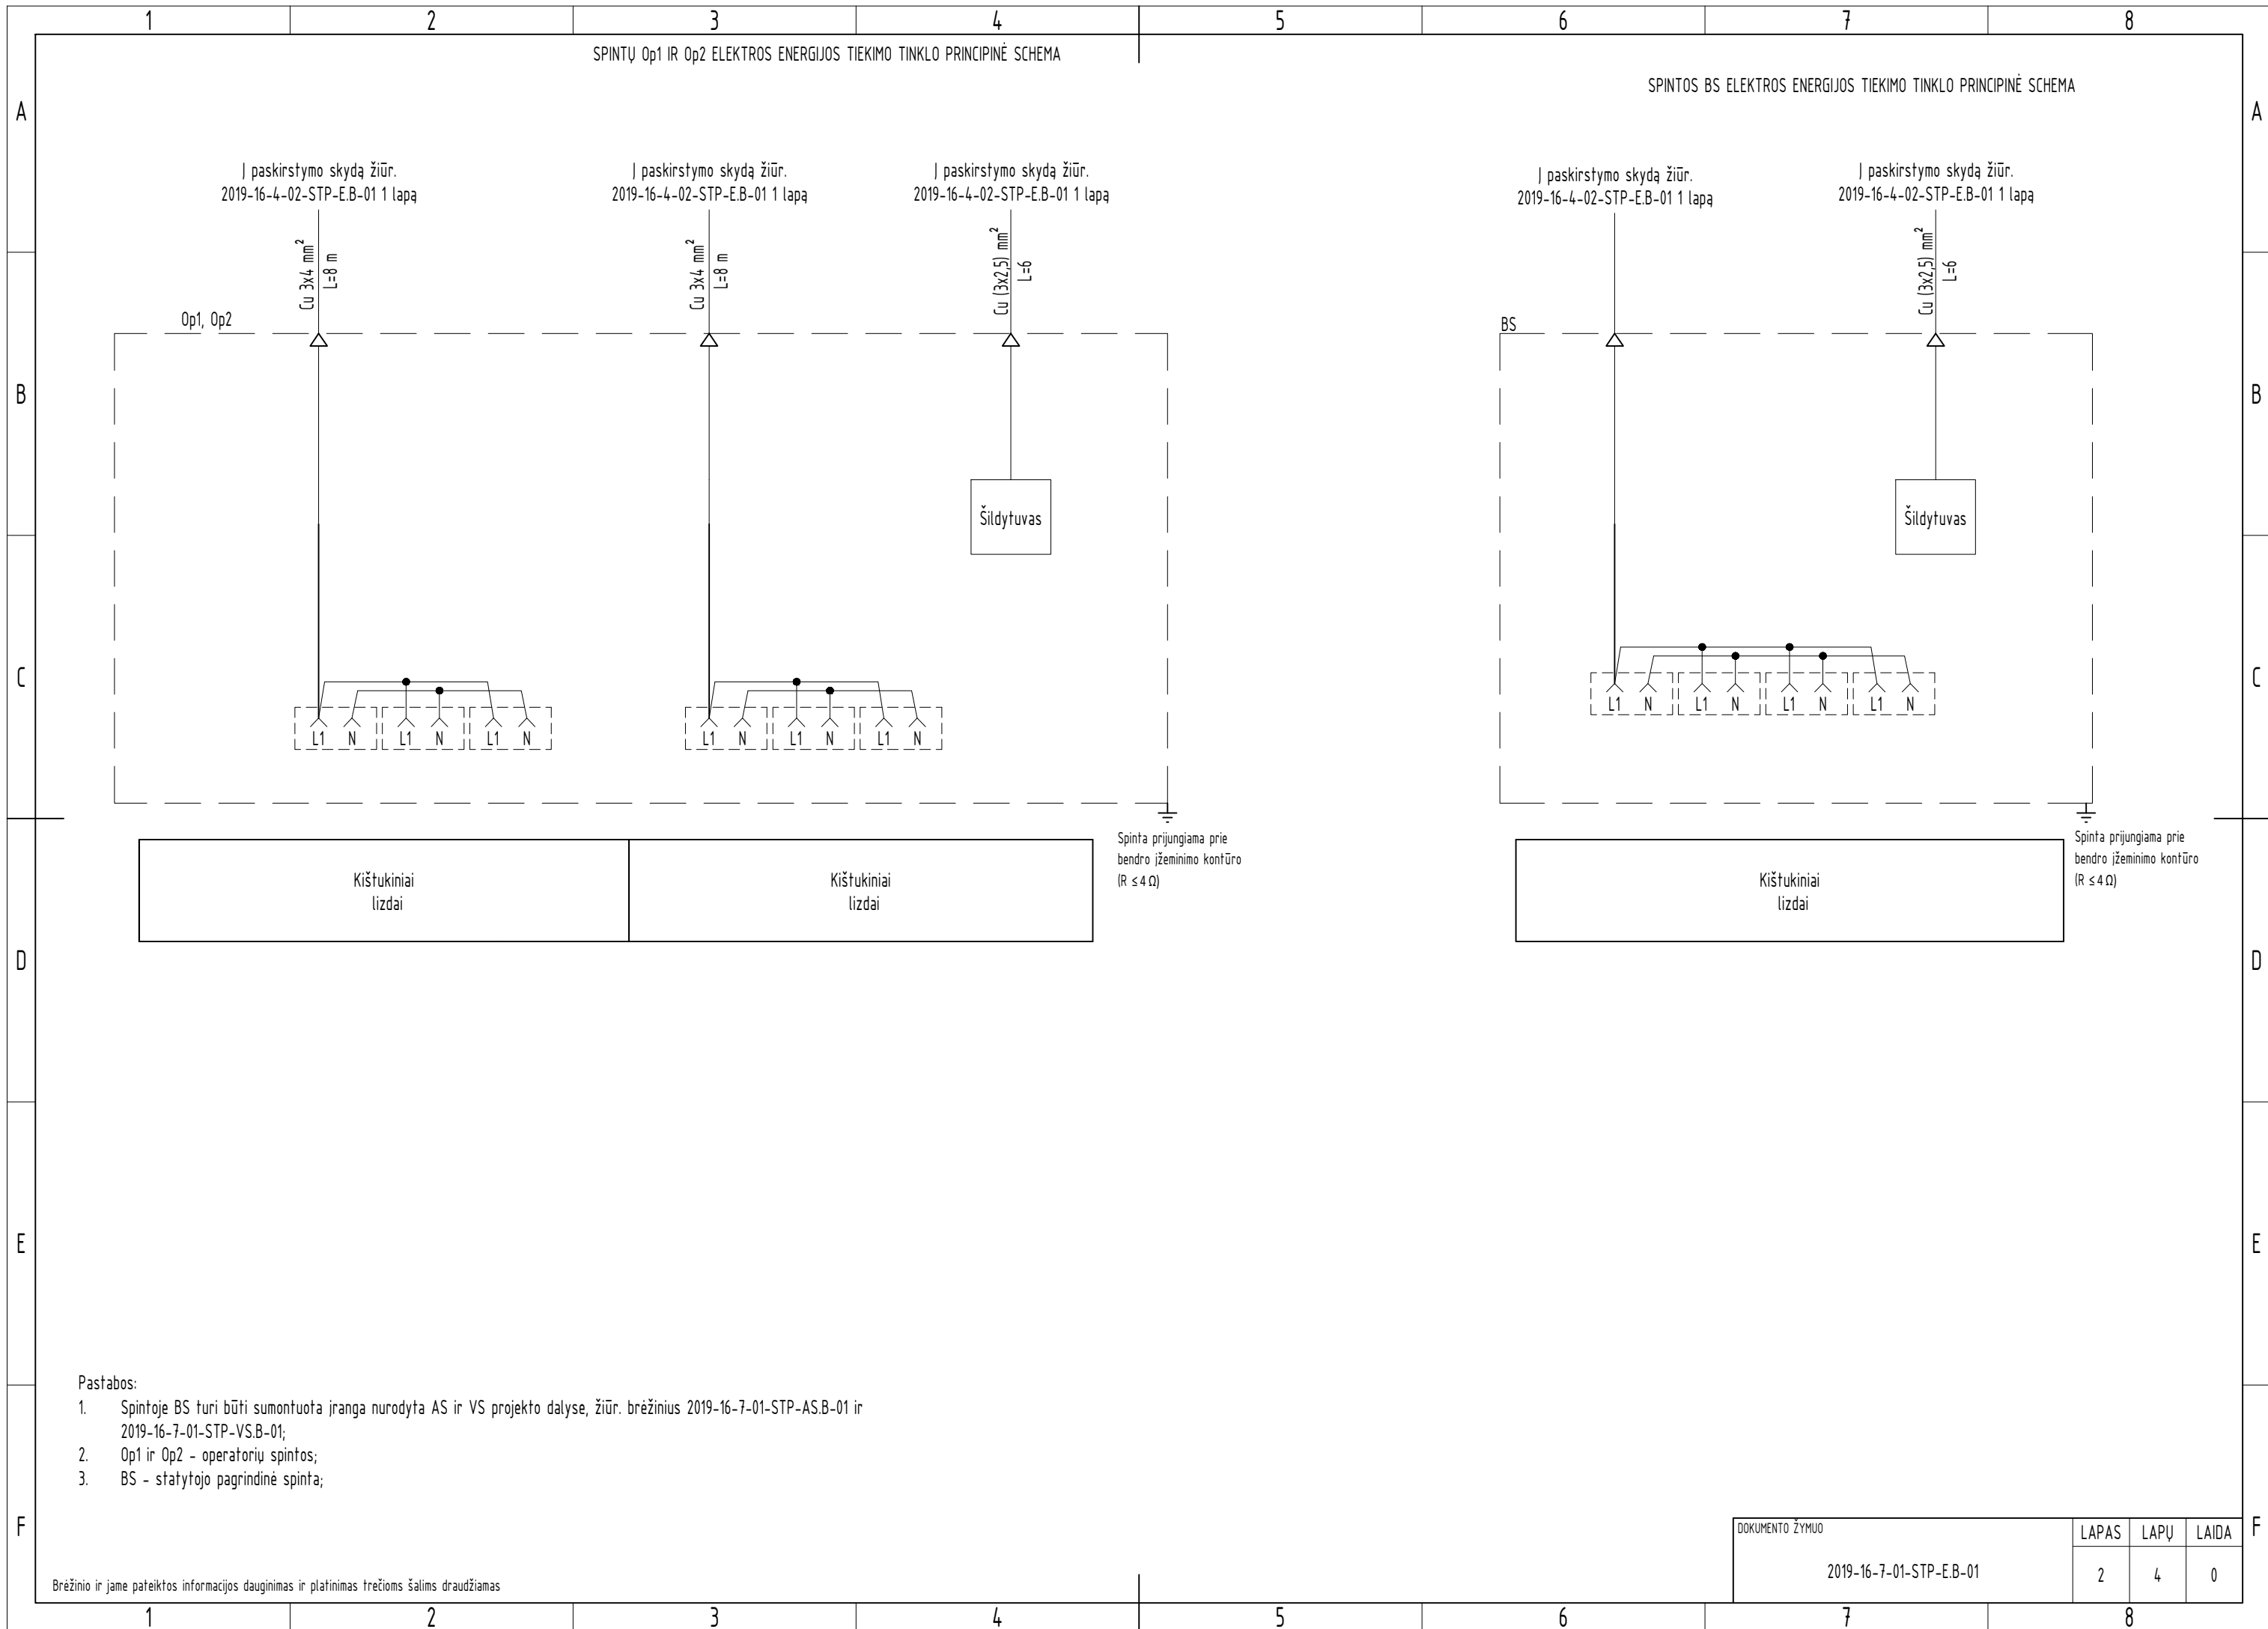 1 2 3 4 5 6 7 8
SPINTŲ Op1 IR Op2 ELEKTROS ENERGIJOS TIEKIMO TINKLO PRINCIPINĖ SCHEMA
SPINTOS BS ELEKTROS ENERGIJOS TIEKIMO TINKLO PRINCIPINĖ SCHEMA
A A
Į paskirstymo skydą žiūr.
2019-16-4-02-STP-E.B-01 1 lapą
Į paskirstymo skydą žiūr.
2019-16-4-02-STP-E.B-01 1 lapą
Į paskirstymo skydą žiūr.
2019-16-4-02-STP-E.B-01 1 lapą
Į paskirstymo skydą žiūr.
2019-16-4-02-STP-E.B-01 1 lapą
Į paskirstymo skydą žiūr.
2019-16-4-02-STP-E.B-01 1 lapą
Cu 3x4 mm²
L=8 m
Cu 3x4 mm²
L=8 m
Cu (3x2,5) mm²
L=6
Cu (3x2,5) mm²
L=6
Op1, Op2
BS
B B
Šildytuvas
Šildytuvas
C C
L1 N L1 N L1 N
L1 N L1 N L1 N
L1 N L1 N L1 N L1 N
Spinta prijungiama prie
bendro įžeminimo kontūro
(R ≤ 4 Ω)
Spinta prijungiama prie
bendro įžeminimo kontūro
(R ≤ 4 Ω)
Kištukiniai
lizdai
Kištukiniai
lizdai
Kištukiniai
lizdai
D D
E E
Pastabos:
1. Spintoje BS turi būti sumontuota įranga nurodyta AS ir VS projekto dalyse, žiūr. brėžinius 2019-16-7-01-STP-AS.B-01 ir
2019-16-7-01-STP-VS.B-01;
2. Op1 ir Op2 - operatorių spintos;
3. BS - statytojo pagrindinė spinta;
F F
DOKUMENTO ŽYMUO
LAPAS LAPŲ LAIDA
2019-16-7-01-STP-E.B-01
2 4 0
Brėžinio ir jame pateiktos informacijos dauginimas ir platinimas trečioms šalims draudžiamas
1 2 3 4 5 6 7 8